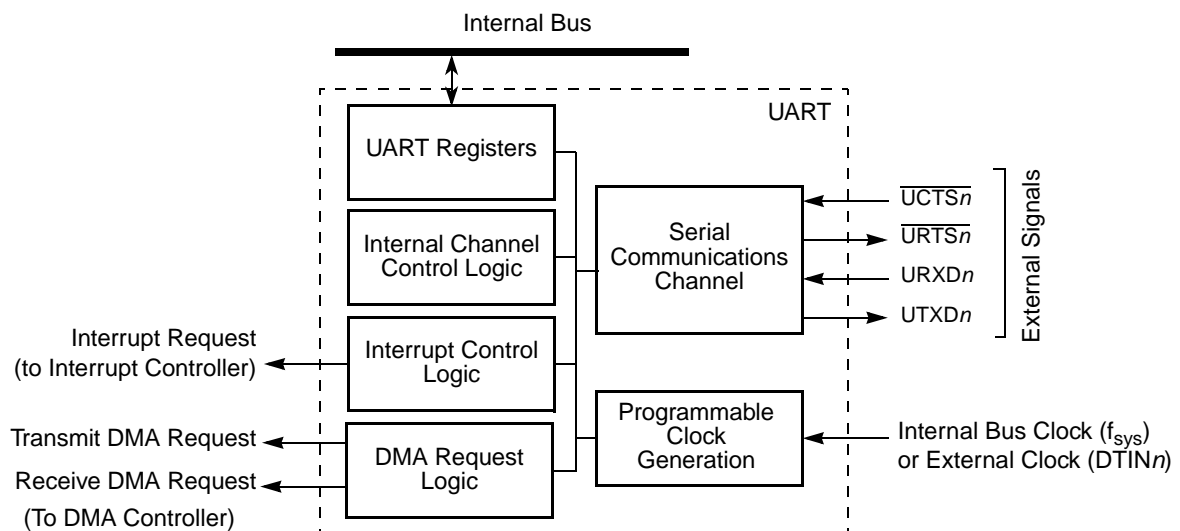 Internal Bus
UART
UART Registers
Internal Channel
Control Logic
Interrupt Control
Logic
DMA Request
Logic
Serial
Communications
Channel
Programmable
Clock
Generation
UCTSn
URTSn
URXDn
UTXDn
External Signals
Interrupt Request
(to Interrupt Controller)
Transmit DMA Request
Receive DMA Request
(To DMA Controller)
Internal Bus Clock (fsys)
or External Clock (DTINn)